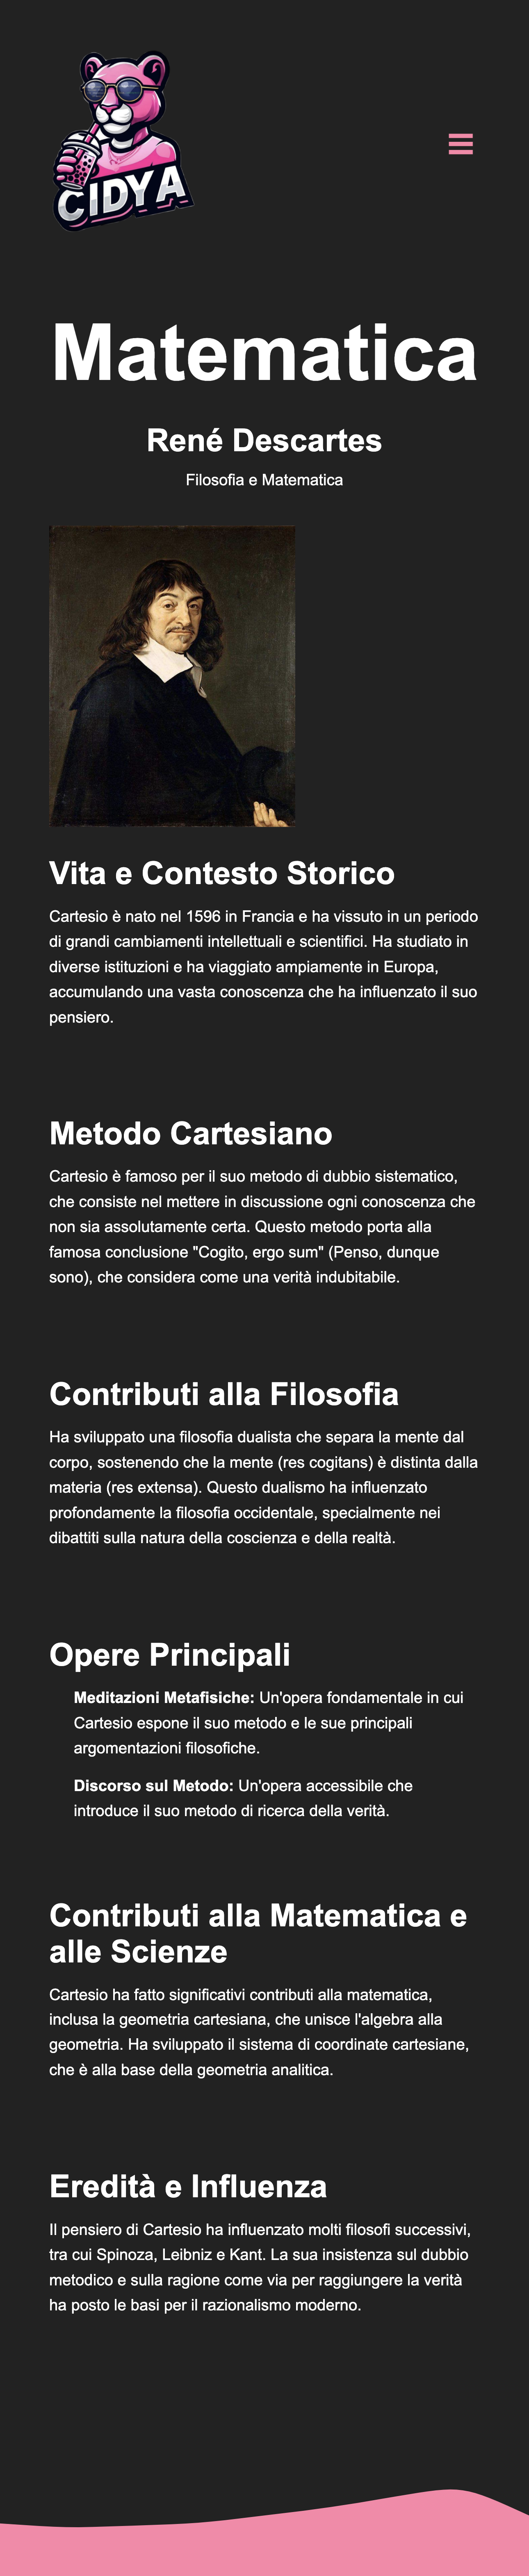 CIDYA
Matematica
René Descartes
Filosofia e Matematica
Vita e Contesto Storico
Cartesio è nato nel 1596 in Francia e ha vissuto in un periodo
di grandi cambiamenti intellettuali e scientifici. Ha studiato in
diverse istituzioni e ha viaggiato ampiamente in Europa,
accumulando una vasta conoscenza che ha influenzato il suo
pensiero.
Metodo Cartesiano
Cartesio è famoso per il suo metodo di dubbio sistematico,
che consiste nel mettere in discussione ogni conoscenza che
non sia assolutamente certa. Questo metodo porta alla
famosa conclusione "Cogito, ergo sum" (Penso, dunque
sono), che considera come una verità indubitabile.
Contributi alla Filosofia
Ha sviluppato una filosofia dualista che separa la mente dal
corpo, sostenendo che la mente (res cogitans) è distinta dalla
materia (res extensa). Questo dualismo ha influenzato
profondamente la filosofia occidentale, specialmente nei
dibattiti sulla natura della coscienza e della realtà.
Opere Principali
Meditazioni Metafisiche: Un'opera fondamentale in cui
Cartesio espone il suo metodo e le sue principali
argomentazioni filosofiche.
Discorso sul Metodo: Un'opera accessibile che
introduce il suo metodo di ricerca della verità.
Contributi alla Matematica e
alle Scienze
Cartesio ha fatto significativi contributi alla matematica,
inclusa la geometria cartesiana, che unisce l'algebra alla
geometria. Ha sviluppato il sistema di coordinate cartesiane,
che è alla base della geometria analitica.
Eredità e Influenza
Il pensiero di Cartesio ha influenzato molti filosofi successivi,
tra cui Spinoza, Leibniz e Kant. La sua insistenza sul dubbio
metodico e sulla ragione come via per raggiungere la verità
ha posto le basi per il razionalismo moderno.